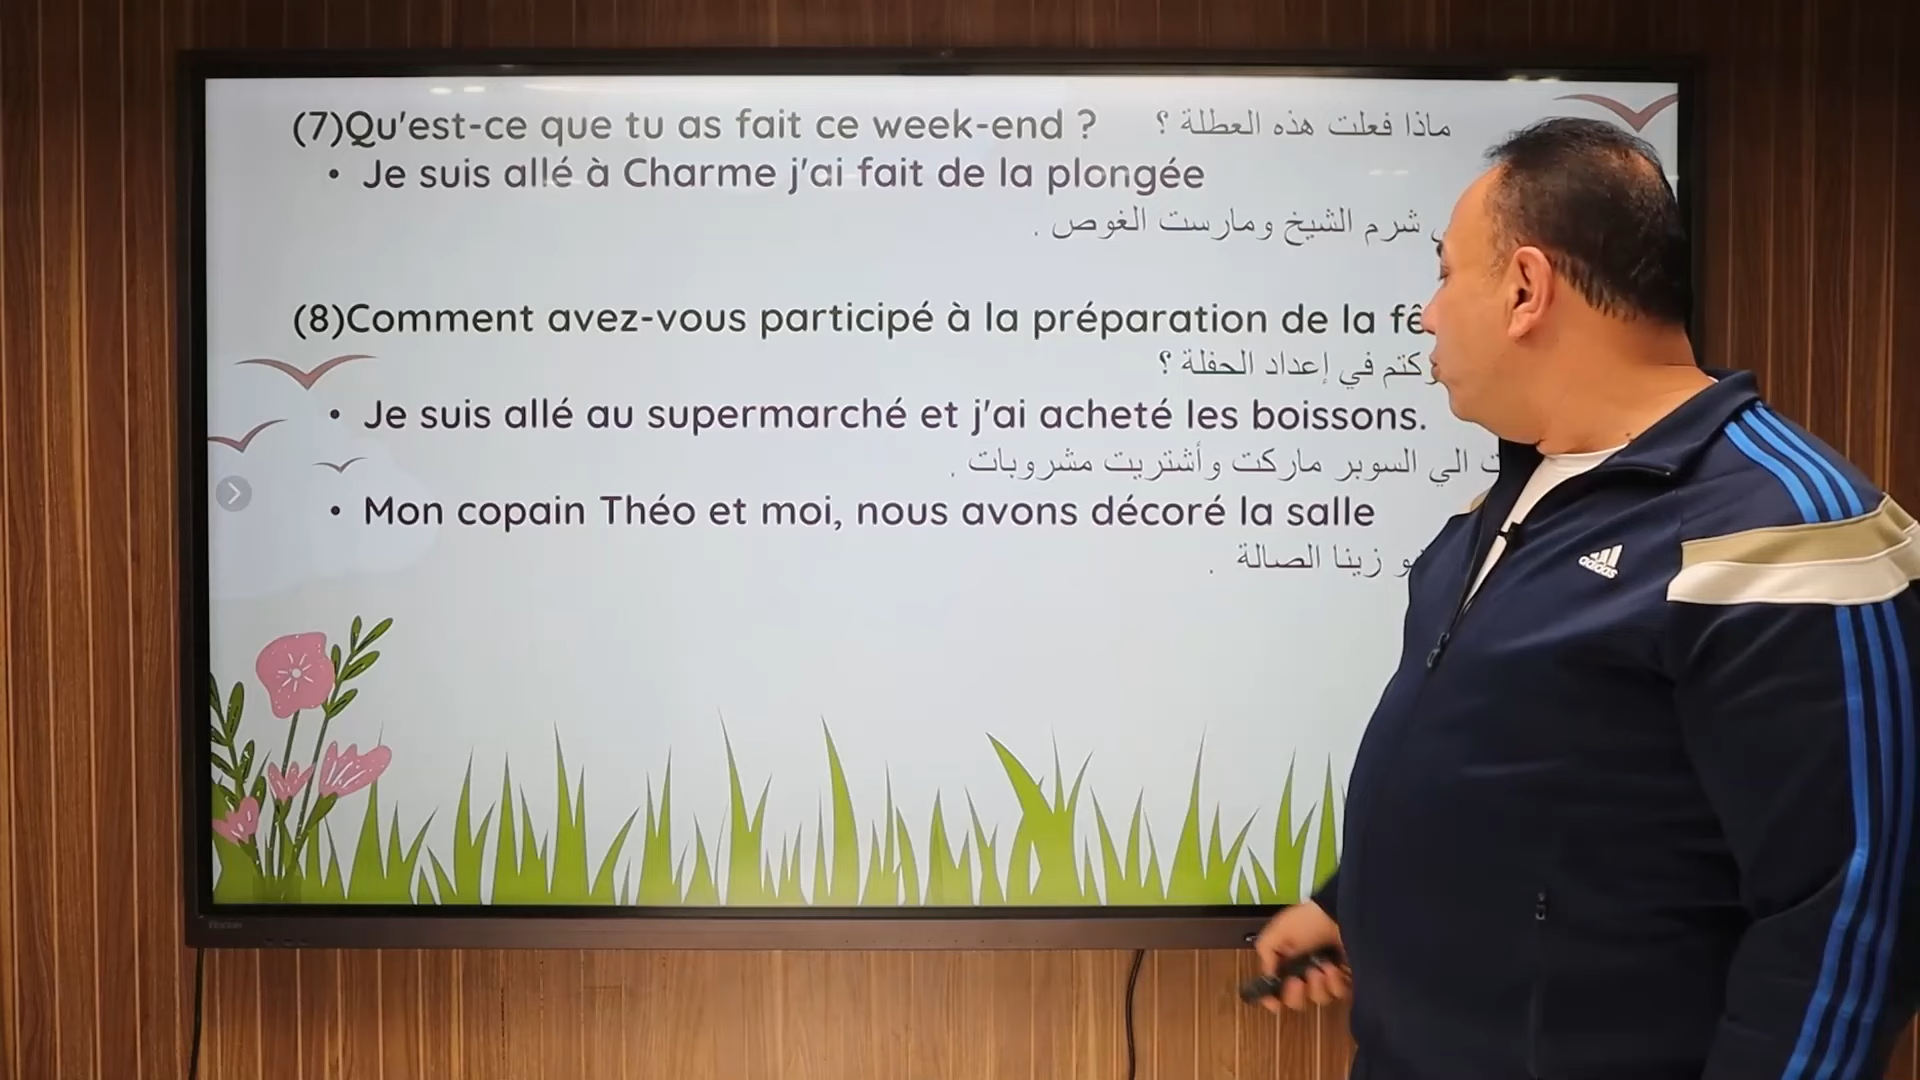 (7)Qu'est-ce que tu as fait ce week-end ? ماذا فعلت هذه العطلة ؟
• Je suis allé à Charme j'ai fait de la plongée
شرم الشيخ ومارست الغوص .
(8)Comment avez-vous participé à la préparation de la
في إعداد الحفلة ؟
• Je suis allé au supermarché et j'ai acheté les boissons.
الي السوبر ماركت وأشتريت مشروبات .
• Mon copain Théo et moi, nous avons décoré la salle
زينا الصالة .
adidas